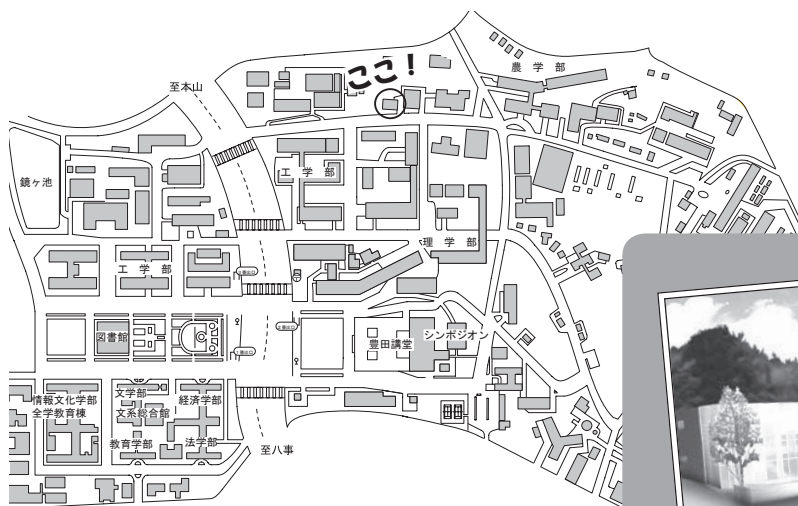 ここ！
農学部
至本山
鏡ヶ池
工学部
理学部
工学部
図書館
豊田講堂
シンポジオン
情報文化学部
全学教育棟
文学部
文系総合館
教育学部
経済学部
法学部
至八事